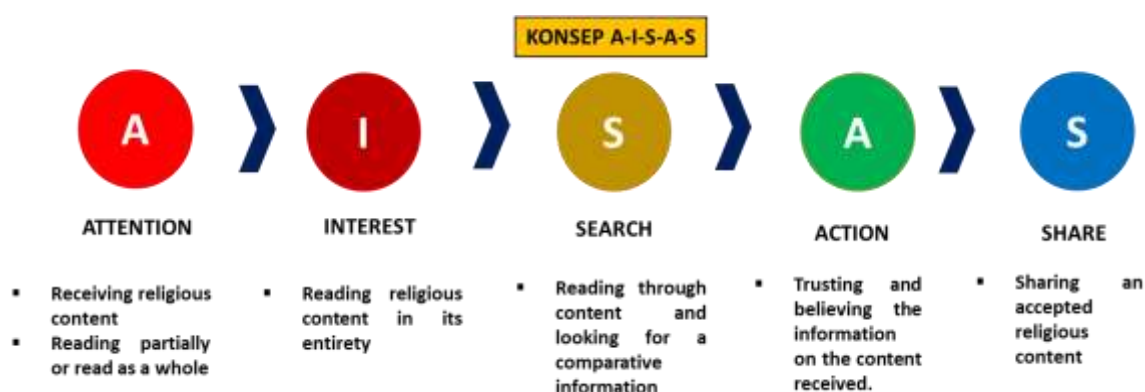 KONSEP A-I-S-A-S
A
I
S
A
S
ATTENTION
INTEREST
SEARCH
ACTION
SHARE
▪ Receiving religious
content
▪ Reading partially
or read as a whole
▪ Reading religious
content in its
entirety
▪ Reading through
content and
looking for a
comparative
information
▪ Trusting and
believing the
information
on the content
received.
▪ Sharing an
accepted
religious
content